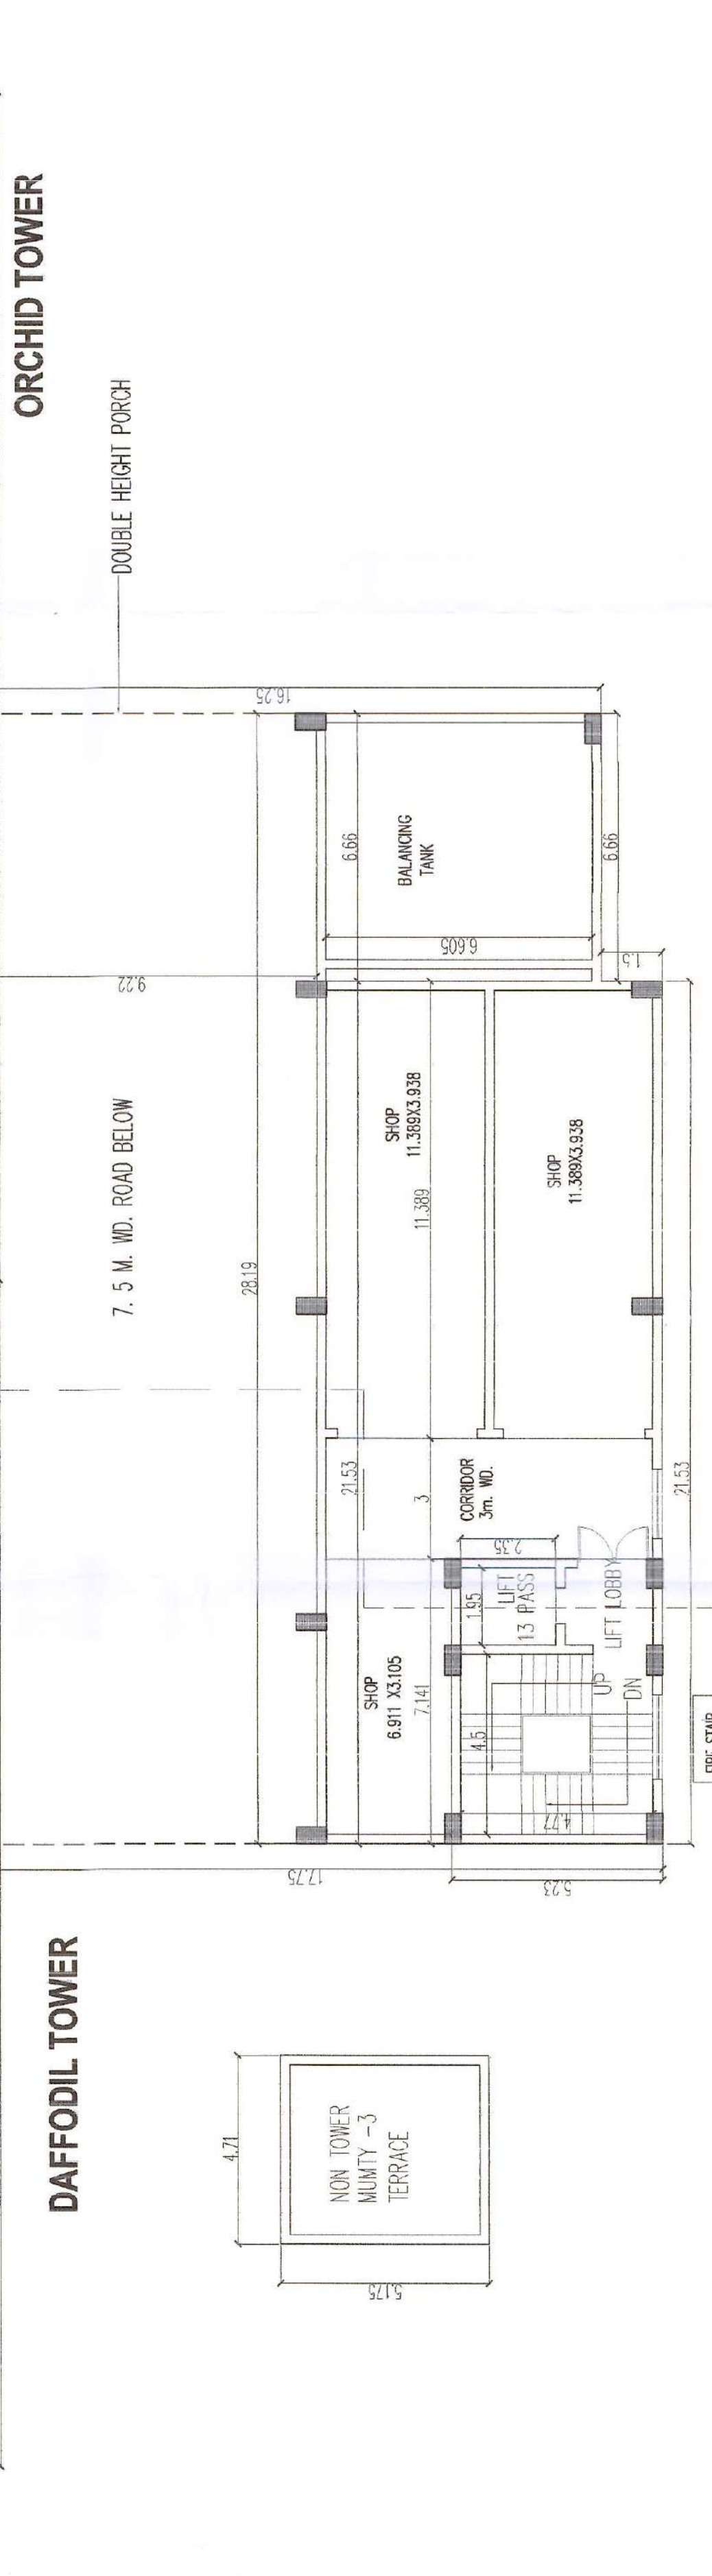 ORCHID TOWER
DOUBLE HEIGHT PORCH
16.25
6.66
BALANCING
TANK
6.66
6.605
1.5
9.22
7. 5 M. WD. ROAD BELOW
28.19
SHOP
11.389X3.938
11.389
SHOP
11.389X3.938
21.53
3
CORRIDOR
3m. WD.
21.53
2.35
1.95
LIFT
13 PASS
LIFT LOBBY
SHOP
6.911 X3.105
7.141
4.5
UP
DN
4.77
FIRE STAIR
17.75
5.23
DAFFODIL TOWER
4.71
NON TOWER
MUMTY -3
TERRACE
5.175